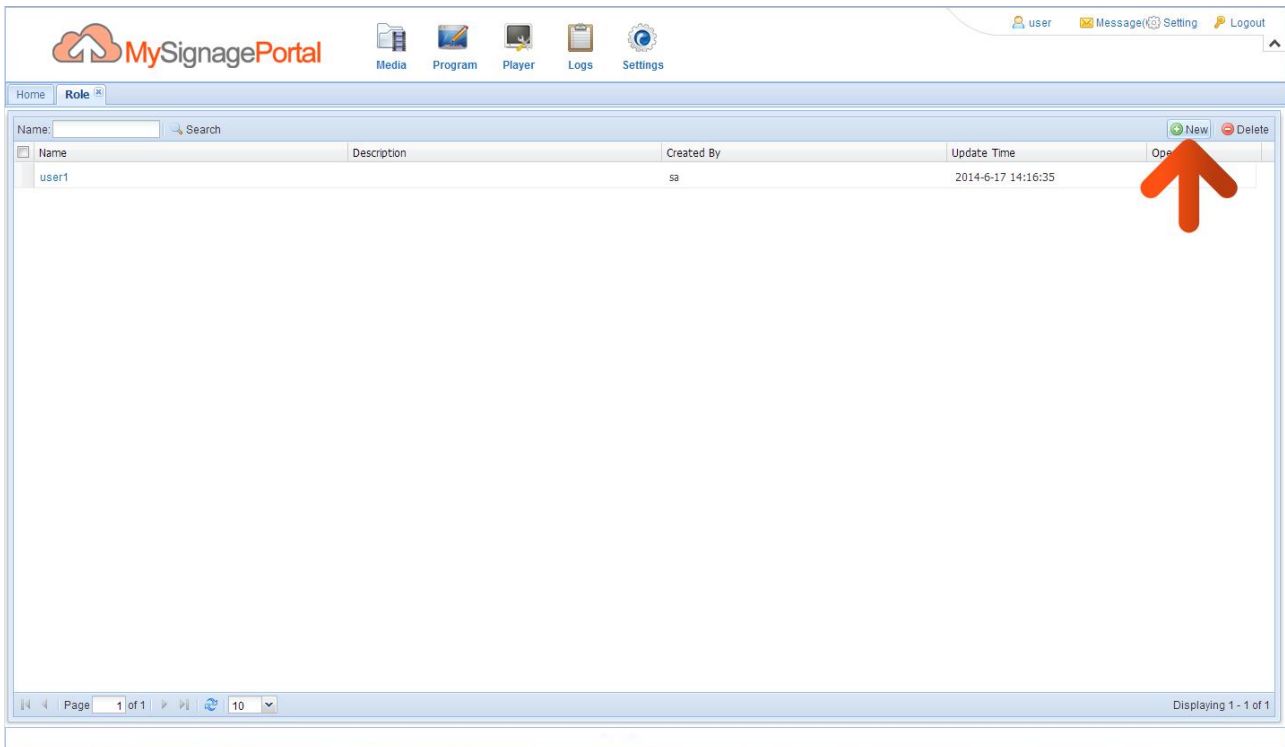 user Message( Setting Logout
MySignagePortal
Media Program Player Logs Settings
Home Role
Name: Search New Delete
Name Description Created By Update Time Ope
user1 sa 2014-6-17 14:16:35
Page 1 of 1 10 Displaying 1 - 1 of 1